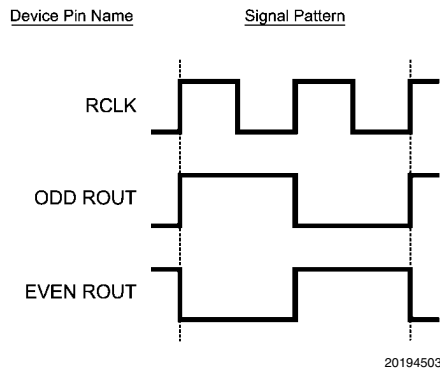 Device Pin Name Signal Pattern
RCLK
ODD ROUT
EVEN ROUT
20194503